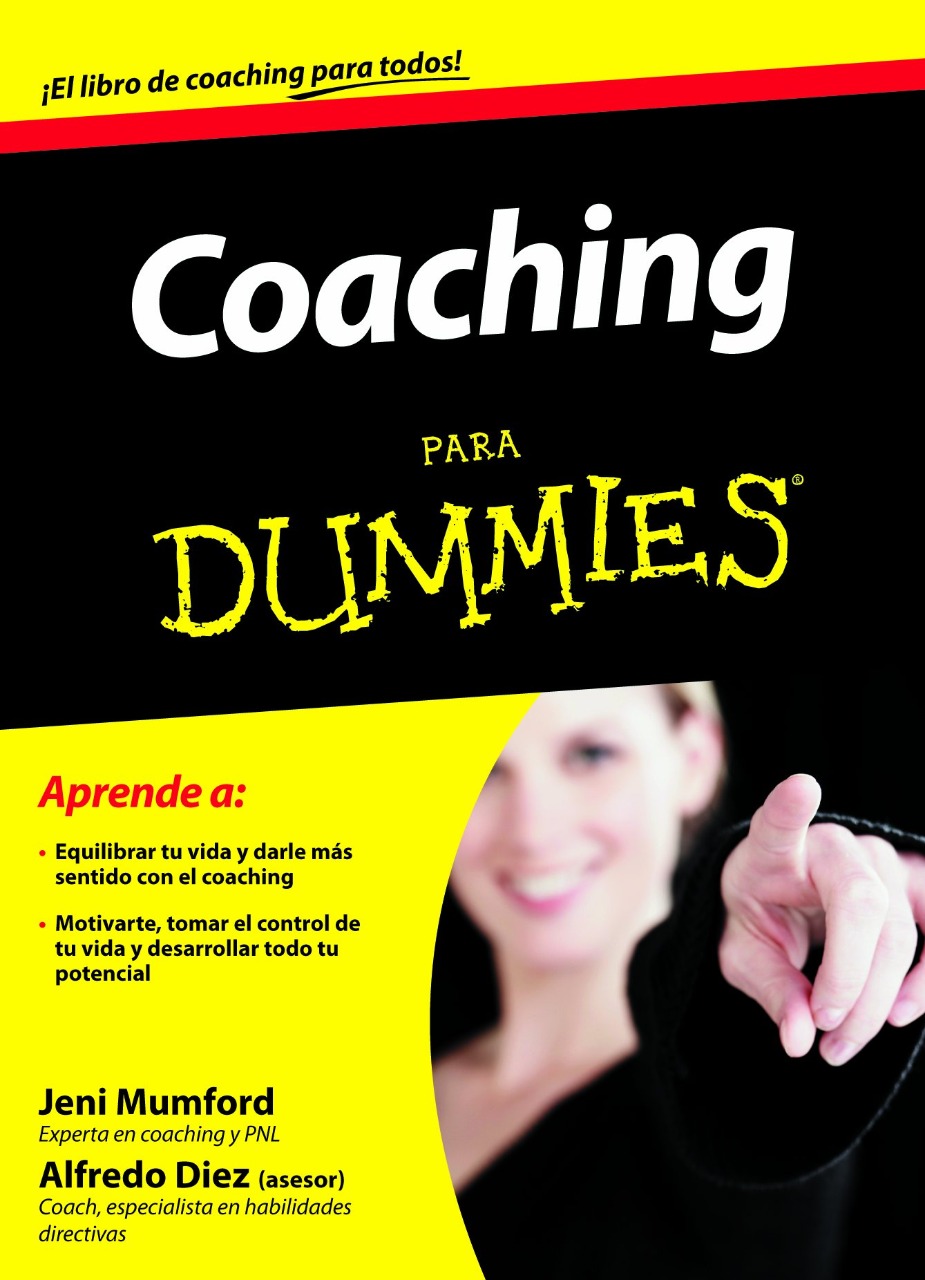 ¡El libro de coaching para todos!
Coaching
PARA
DUMMIES®
Aprende a:
• Equilibrar tu vida y darle más
sentido con el coaching
• Motivarte, tomar el control de
tu vida y desarrollar todo tu
potencial
Jeni Mumford
Experta en coaching y PNL
Alfredo Diez (asesor)
Coach, especialista en habilidades
directivas